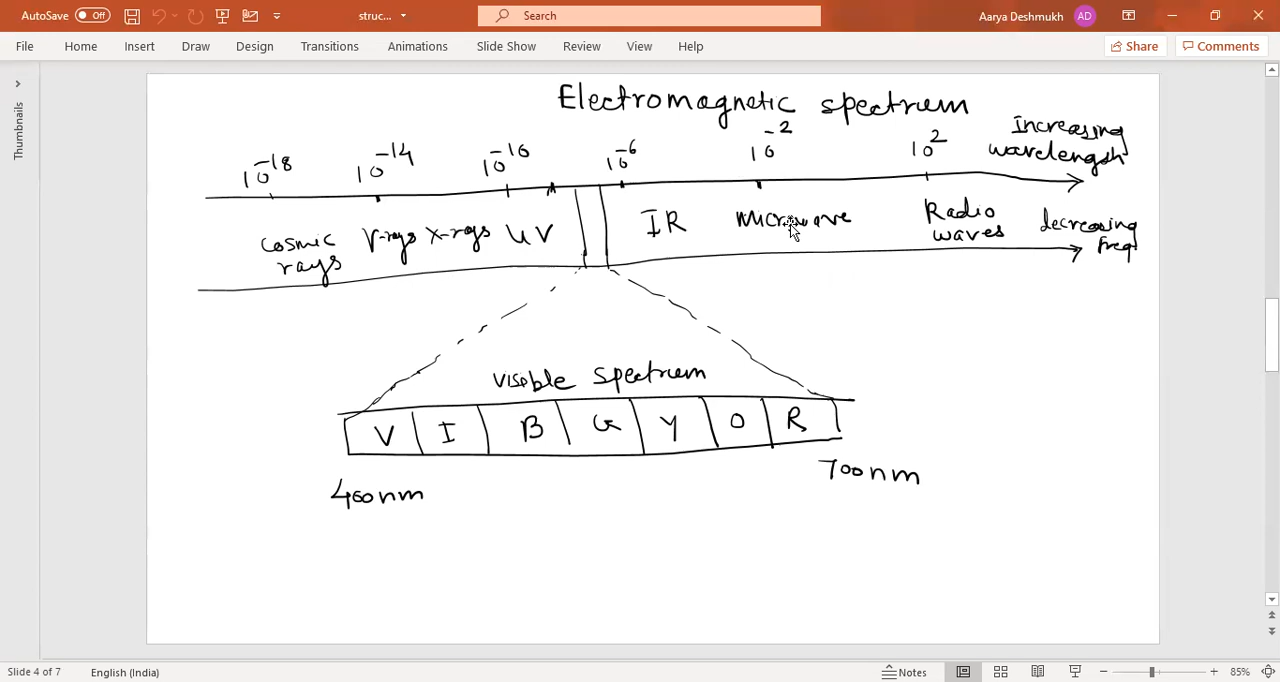 AutoSave Off struc... Search Aarya Deshmukh AD
File Home Insert Draw Design Transitions Animations Slide Show Review View Help Share Comments
Thumbnails
Electromagnetic spectrum
10^-18 10^-14 10^-10 10^-6 10^-2 10^2 Increasing wavelength
cosmic rays γ-rays x-rays UV IR Microwave Radio waves decreasing freq
visible spectrum
V I B G Y O R
400nm 700nm
Slide 4 of 7 English (India) Notes 85%